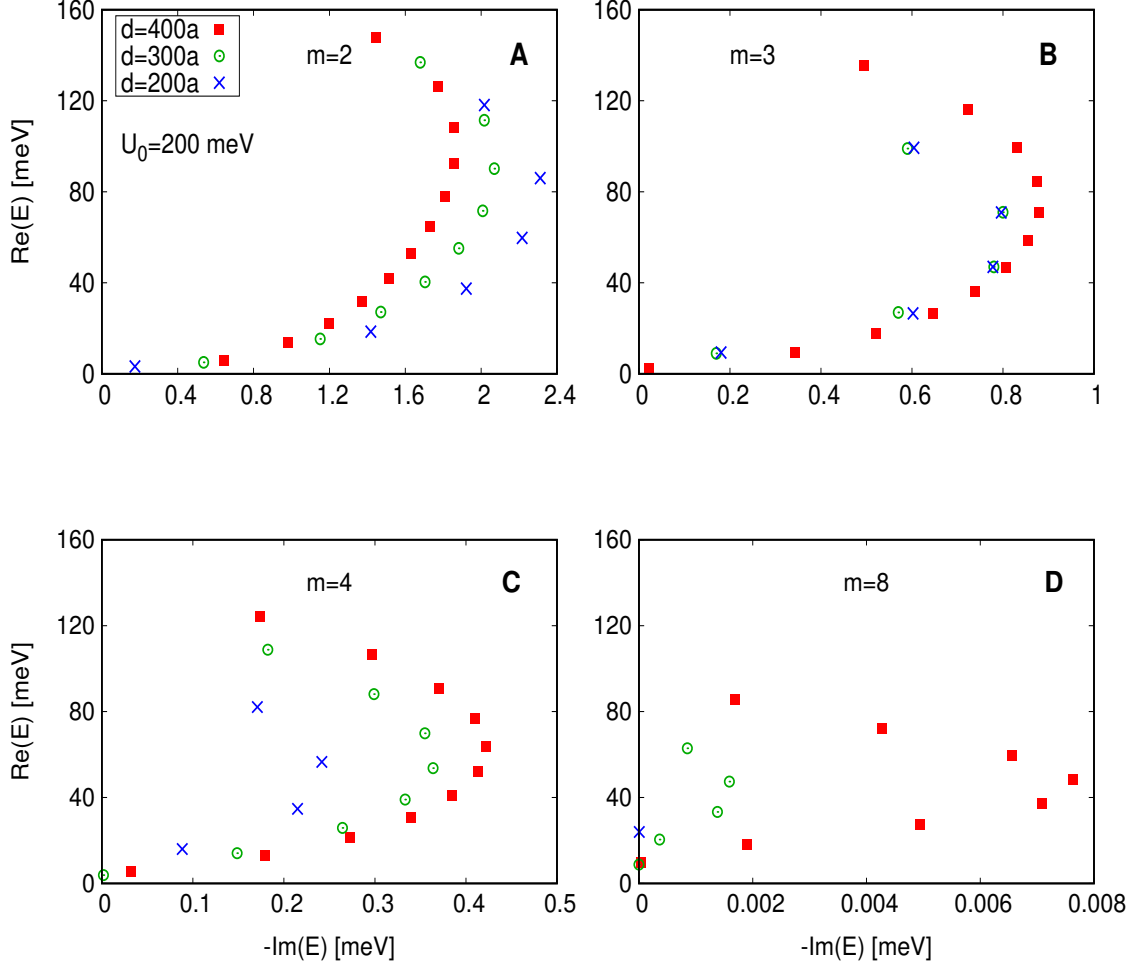 160
120
80
40
0
Re(E) [meV]
d=400a
d=300a
d=200a
m=2
A
U₀=200 meV
0 0.4 0.8 1.2 1.6 2 2.4
160
120
80
40
0
m=3
B
0 0.2 0.4 0.6 0.8 1
160
120
80
40
0
Re(E) [meV]
m=4
C
0 0.1 0.2 0.3 0.4 0.5
-Im(E) [meV]
160
120
80
40
0
m=8
D
0 0.002 0.004 0.006 0.008
-Im(E) [meV]